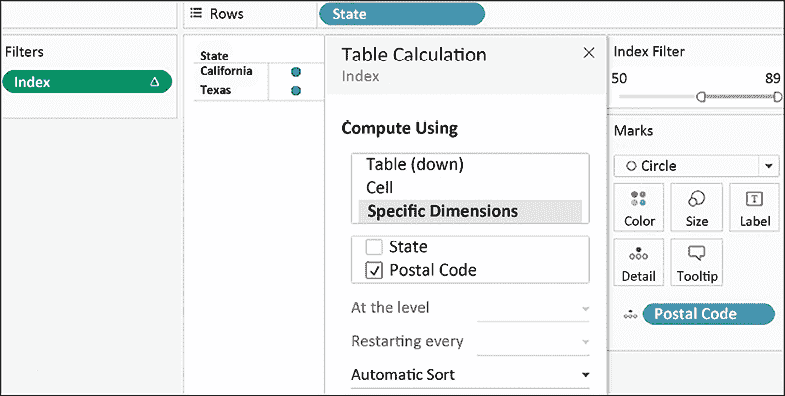 Rows
State
Filters
Index
State
California
Texas
Table Calculation
Index
Compute Using
Table (down)
Cell
Specific Dimensions
State
Postal Code
At the level
Restarting every
Automatic Sort
Index Filter
50 89
Marks
Circle
Color Size Label
Detail Tooltip
Postal Code